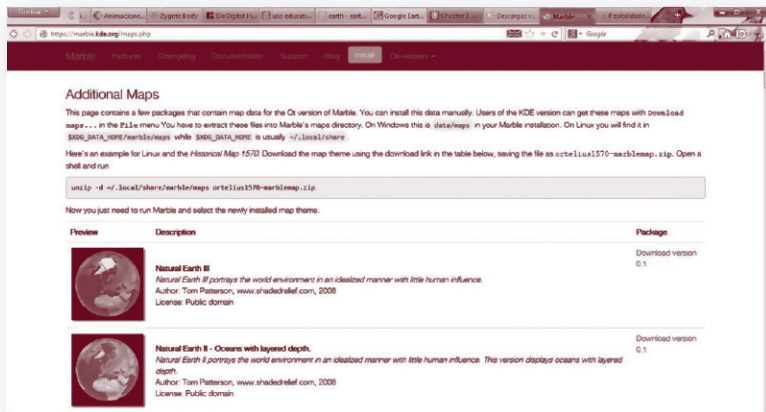 Firefox
Animacione...
Zygote Body
BioDigital H...
uso educati...
earth - eart...
Google Eart...
Chapter 2...
Descargas v...
Marble...
Postolidade...
https://marble.kde.org/maps.php
Google
Marble Features Changelog Documentation Support Blog Install Developers
Additional Maps
This page contains a few packages that contain map data for the Qt version of Marble. You can install this data manually. Users of the KDE version can get these maps with Download
maps... in the File menu You have to extract these files into Marble's maps directory. On Windows this is data/maps in your Marble installation. On Linux you will find it in
$XDG_DATA_HOME/marble/maps while $XDG_DATA_HOME is usually ~/.local/share.
Here's an example for Linux and the Historical Map 1570: Download the map theme using the download link in the table below, saving the file as ortelius1570-marblemap.zip. Open a
shell and run
unzip -d ~/.local/share/marble/maps ortelius1570-marblemap.zip
Now you just need to run Marble and select the newly installed map theme.
Preview Description Package
Natural Earth III
Natural Earth III portrays the world environment in an idealized manner with little human influence.
Author: Tom Patterson, www.shadedrelief.com, 2008
License: Public domain
Download version
0.1
Natural Earth II - Oceans with layered depth.
Natural Earth II portrays the world environment in an idealized manner with little human influence. This version displays oceans with layered
depth.
Author: Tom Patterson, www.shadedrelief.com, 2008
License: Public domain
Download version
0.1